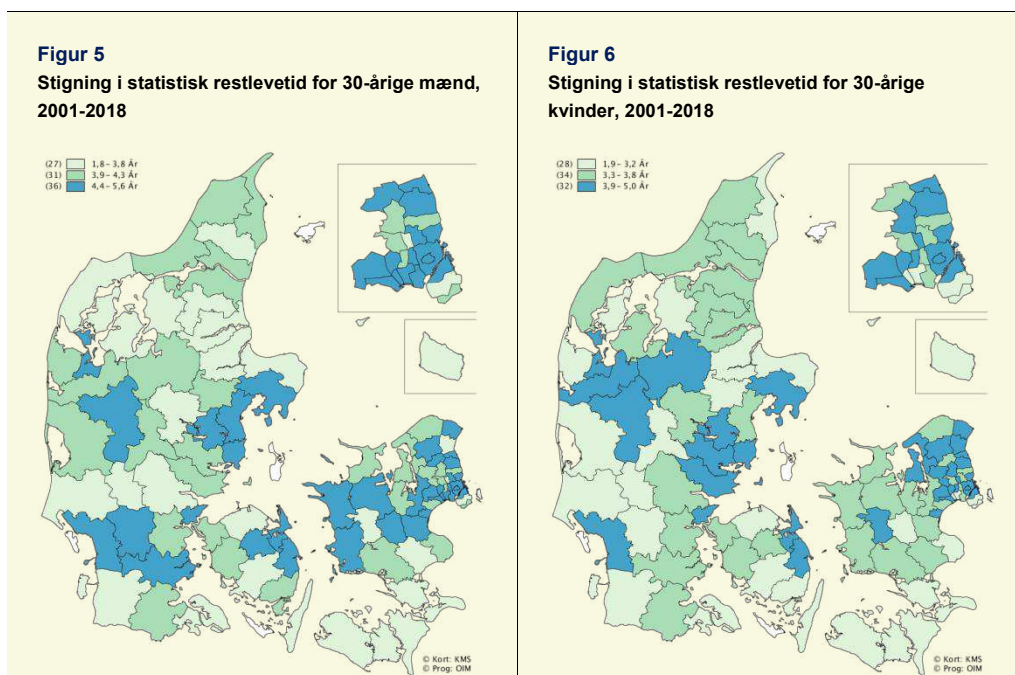 Figur 5
Stigning i statistisk restlevetid for 30-årige mænd,
2001-2018
(27) 1,8 – 3,8 År
(31) 3,9 – 4,3 År
(36) 4,4 – 5,6 År
© Kort: KMS
© Prog: OIM
Figur 6
Stigning i statistisk restlevetid for 30-årige
kvinder, 2001-2018
(28) 1,9 – 3,2 År
(34) 3,3 – 3,8 År
(32) 3,9 – 5,0 År
© Kort: KMS
© Prog: OIM